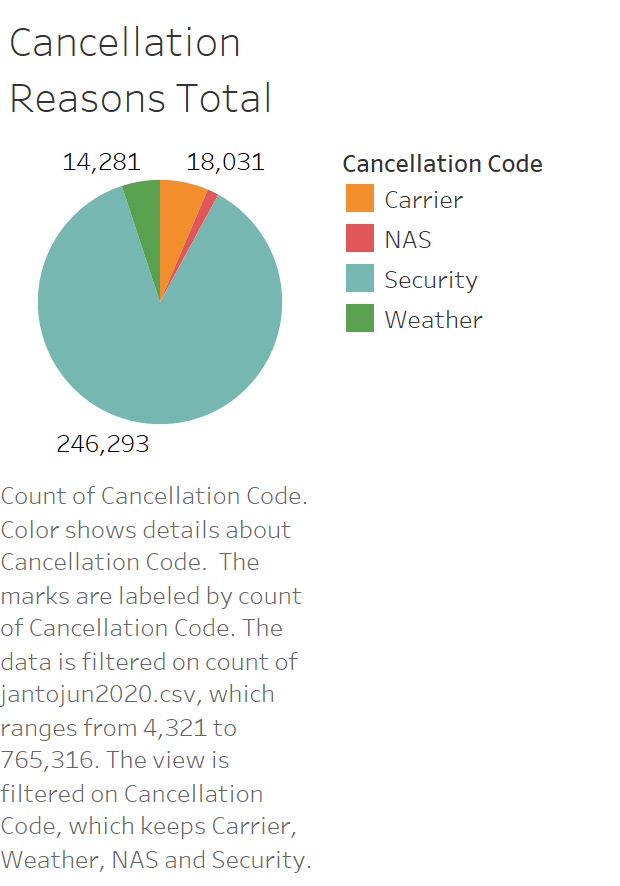 Cancellation
Reasons Total
14,281
18,031
246,293
Cancellation Code
Carrier
NAS
Security
Weather
Count of Cancellation Code.
Color shows details about
Cancellation Code.  The
marks are labeled by count
of Cancellation Code. The
data is filtered on count of
jantojun2020.csv, which
ranges from 4,321 to
765,316. The view is
filtered on Cancellation
Code, which keeps Carrier,
Weather, NAS and Security.